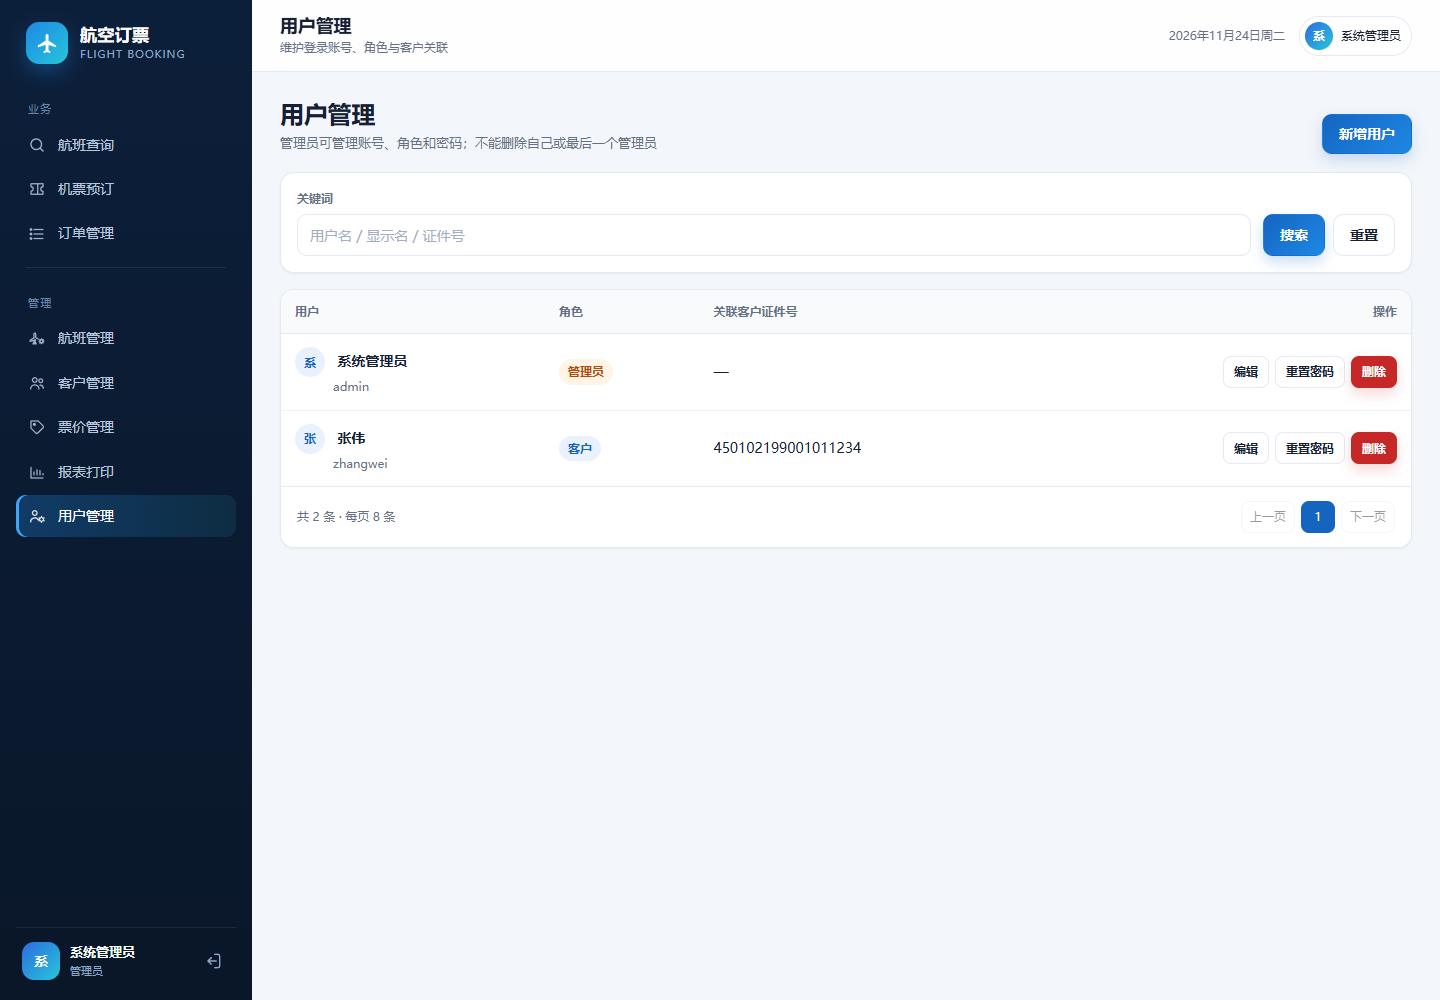 航空订票
FLIGHT BOOKING
业务
航班查询
机票预订
订单管理
管理
航班管理
客户管理
票价管理
报表打印
用户管理
系
系统管理员
管理员
用户管理
维护登录账号、角色与客户关联
2026年11月24日周二
系
系统管理员
用户管理
管理员可管理账号、角色和密码；不能删除自己或最后一个管理员
新增用户
关键词
用户名 / 显示名 / 证件号
搜索
重置
用户 角色 关联客户证件号 操作
系 系统管理员
admin
管理员
—
编辑 重置密码 删除
张 张伟
zhangwei
客户
450102199001011234
编辑 重置密码 删除
共 2 条 · 每页 8 条
上一页 1 下一页